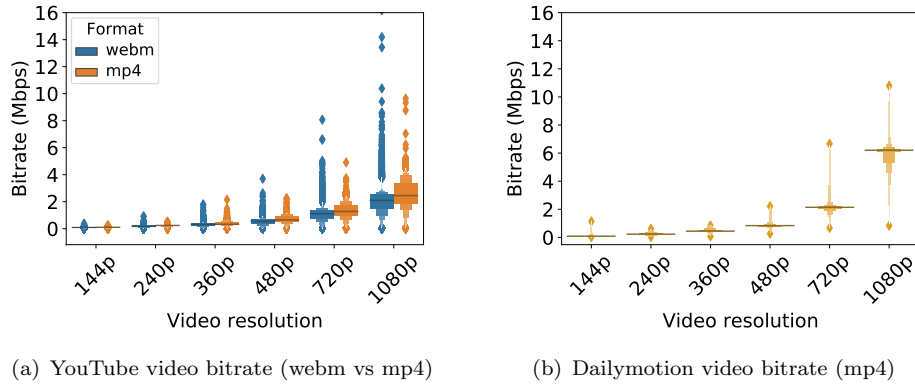 16
14
12
10
8
6
4
2
0
Bitrate (Mbps)
Format
webm
mp4
144p
240p
360p
480p
720p
1080p
Video resolution
(a) YouTube video bitrate (webm vs mp4)
16
14
12
10
8
6
4
2
0
Bitrate (Mbps)
144p
240p
360p
480p
720p
1080p
Video resolution
(b) Dailymotion video bitrate (mp4)